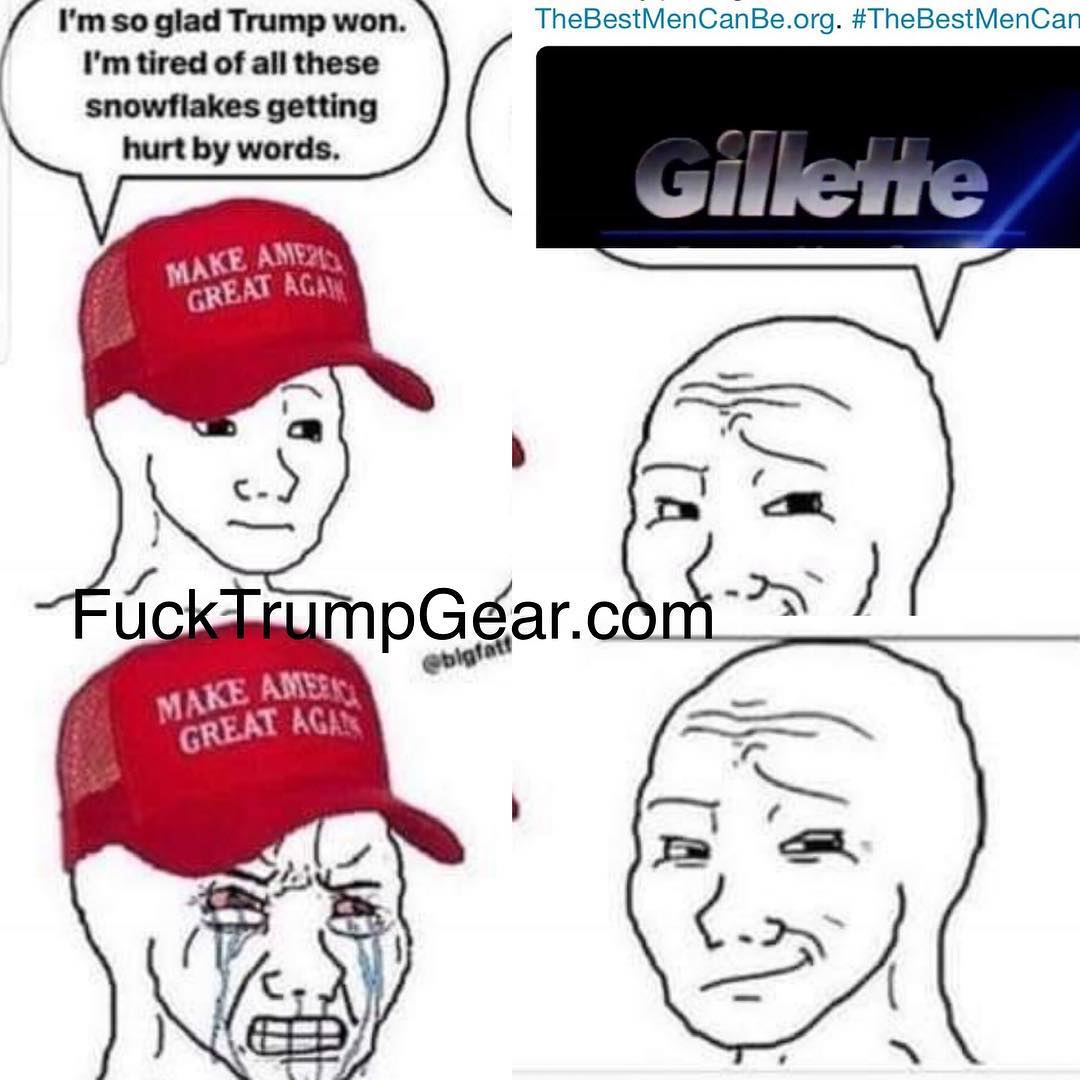 I'm so glad Trump won.
I'm tired of all these
snowflakes getting
hurt by words.
TheBestMenCanBe.org. #TheBestMenCan
Gillette
MAKE AMERICA
GREAT AGAIN
FuckTrumpGear.com
@bigfatt
MAKE AMERICA
GREAT AGAIN